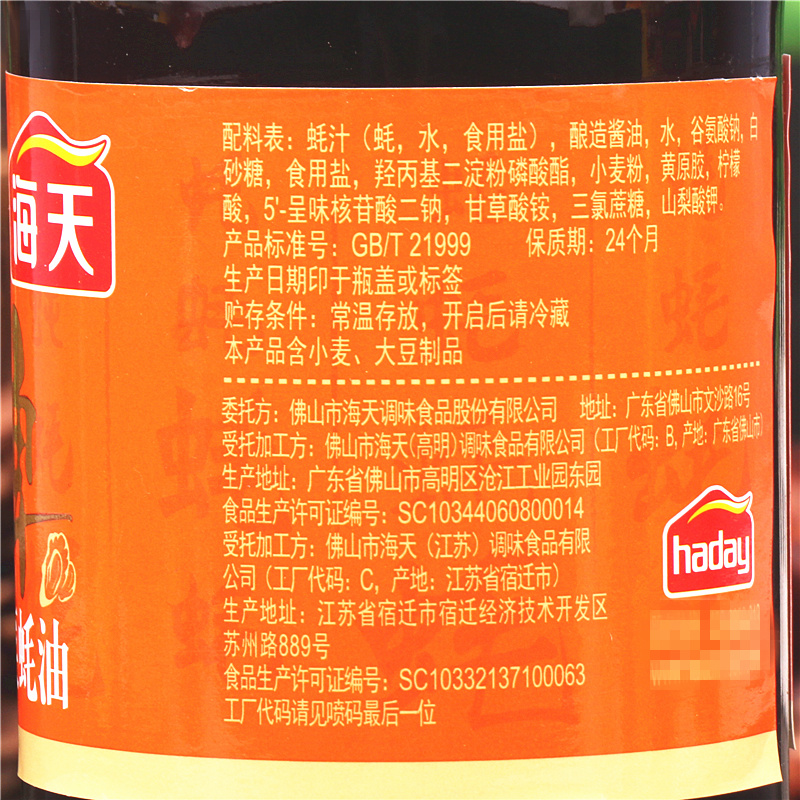 海天
配料表：蚝汁（蚝，水，食用盐），酿造酱油，水，谷氨酸钠，白
砂糖，食用盐，羟丙基二淀粉磷酸酯，小麦粉，黄原胶，柠檬
酸，5'-呈味核苷酸二钠，甘草酸铵，三氯蔗糖，山梨酸钾。
产品标准号：GB/T 21999 保质期：24个月
生产日期印于瓶盖或标签
贮存条件：常温存放，开启后请冷藏
本产品含小麦、大豆制品
委托方：佛山市海天调味食品股份有限公司 地址：广东省佛山市文沙路16号
受托加工方：佛山市海天(高明)调味食品有限公司（工厂代码：B, 产地：广东省佛山市）
生产地址：广东省佛山市高明区沧江工业园东园
食品生产许可证编号：SC10344060800014
受托加工方：佛山市海天（江苏）调味食品有限
公司（工厂代码：C，产地：江苏省宿迁市）
生产地址：江苏省宿迁市宿迁经济技术开发区
苏州路889号
食品生产许可证编号：SC10332137100063
工厂代码请见喷码最后一位
haday
蚝油